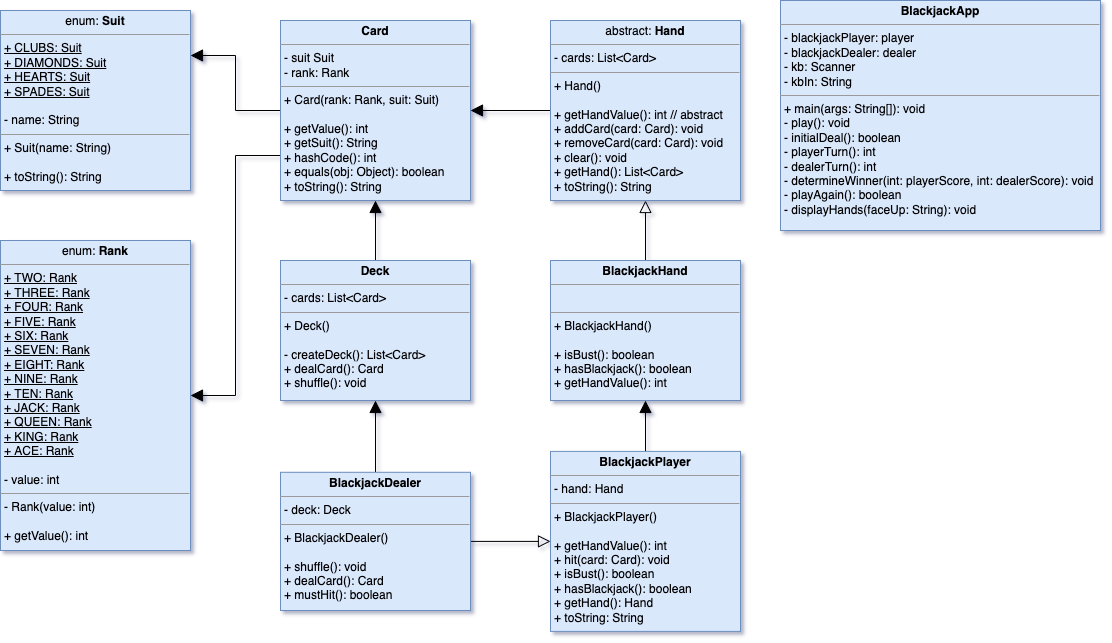 enum: Suit
+ CLUBS: Suit
+ DIAMONDS: Suit
+ HEARTS: Suit
+ SPADES: Suit
- name: String
+ Suit(name: String)
+ toString(): String
enum: Rank
+ TWO: Rank
+ THREE: Rank
+ FOUR: Rank
+ FIVE: Rank
+ SIX: Rank
+ SEVEN: Rank
+ EIGHT: Rank
+ NINE: Rank
+ TEN: Rank
+ JACK: Rank
+ QUEEN: Rank
+ KING: Rank
+ ACE: Rank
- value: int
- Rank(value: int)
+ getValue(): int
Card
- suit Suit
- rank: Rank
+ Card(rank: Rank, suit: Suit)
+ getValue(): int
+ getSuit(): String
+ hashCode(): int
+ equals(obj: Object): boolean
+ toString(): String
Deck
- cards: List<Card>
+ Deck()
- createDeck(): List<Card>
+ dealCard(): Card
+ shuffle(): void
BlackjackDealer
- deck: Deck
+ BlackjackDealer()
+ shuffle(): void
+ dealCard(): Card
+ mustHit(): boolean
abstract: Hand
- cards: List<Card>
+ Hand()
+ getHandValue(): int // abstract
+ addCard(card: Card): void
+ removeCard(card: Card): void
+ clear(): void
+ getHand(): List<Card>
+ toString(): String
BlackjackHand
+ BlackjackHand()
+ isBust(): boolean
+ hasBlackjack(): boolean
+ getHandValue(): int
BlackjackPlayer
- hand: Hand
+ BlackjackPlayer()
+ getHandValue(): int
+ hit(card: Card): void
+ isBust(): boolean
+ hasBlackjack(): boolean
+ getHand(): Hand
+ toString: String
BlackjackApp
- blackjackPlayer: player
- blackjackDealer: dealer
- kb: Scanner
- kbIn: String
+ main(args: String[]): void
- play(): void
- initialDeal(): boolean
- playerTurn(): int
- dealerTurn(): int
- determineWinner(int: playerScore, int: dealerScore): void
- playAgain(): boolean
- displayHands(faceUp: String): void